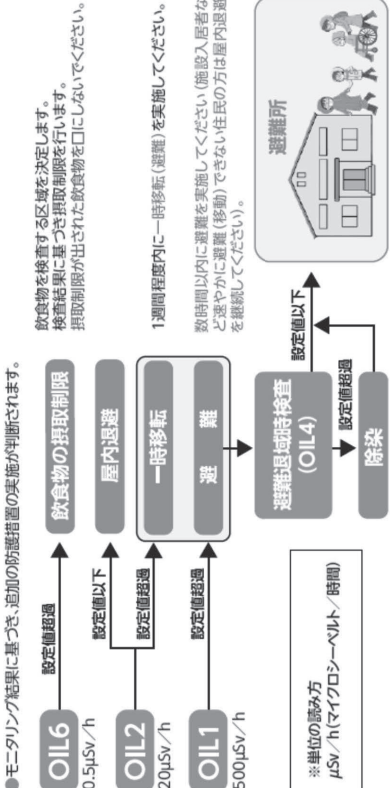 ●モニタリング結果に基づき、追加の防護措置の実施が判断されます。
OIL6
0.5μSv／h
設定値超過
飲食物の摂取制限
飲食物を検査する区域を決定します。
検査結果に基づき摂取制限を行います。
摂取制限が出された飲食物を口にしないでください。
OIL2
20μSv／h
設定値以下
屋内退避
設定値超過
一時移転
1週間程度内に一時移転(避難)を実施してください。
OIL1
500μSv／h
設定値超過
避　難
数時間以内に避難を実施してください(施設入居者な
ど速やかに避難(移動)できない住民の方は屋内退避
を継続してください)。
避難退域時検査
(OIL4)
設定値以下
設定値超過
除染
避難所
※単位の読み方
μSv／h(マイクロシーベルト／時間)